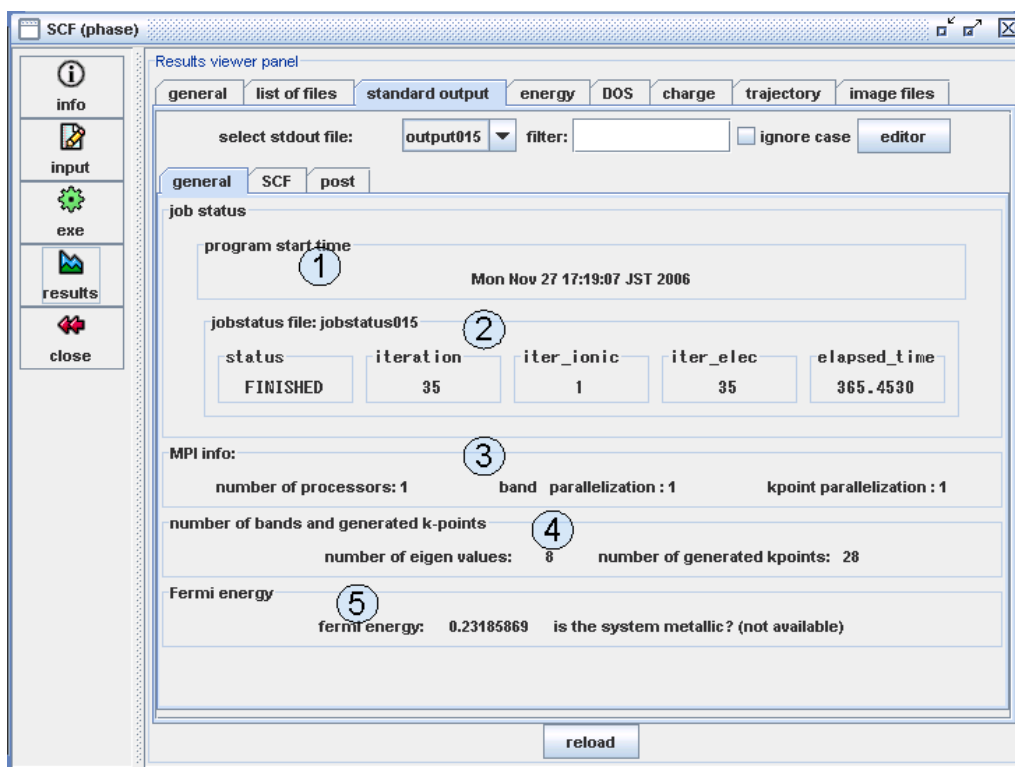 SCF (phase)
info
input
exe
results
close
Results viewer panel
general list of files standard output energy DOS charge trajectory image files
select stdout file: output015 filter: ignore case editor
general SCF post
job status
program start time
1
Mon Nov 27 17:19:07 JST 2006
jobstatus file: jobstatus015 2
status iteration iter_ionic iter_elec elapsed_time
FINISHED 35 1 35 365.4530
MPI info: 3
number of processors: 1 band parallelization : 1 kpoint parallelization : 1
number of bands and generated k-points 4
number of eigen values: 8 number of generated kpoints: 28
Fermi energy 5
fermi energy: 0.23185869 is the system metallic? (not available)
reload